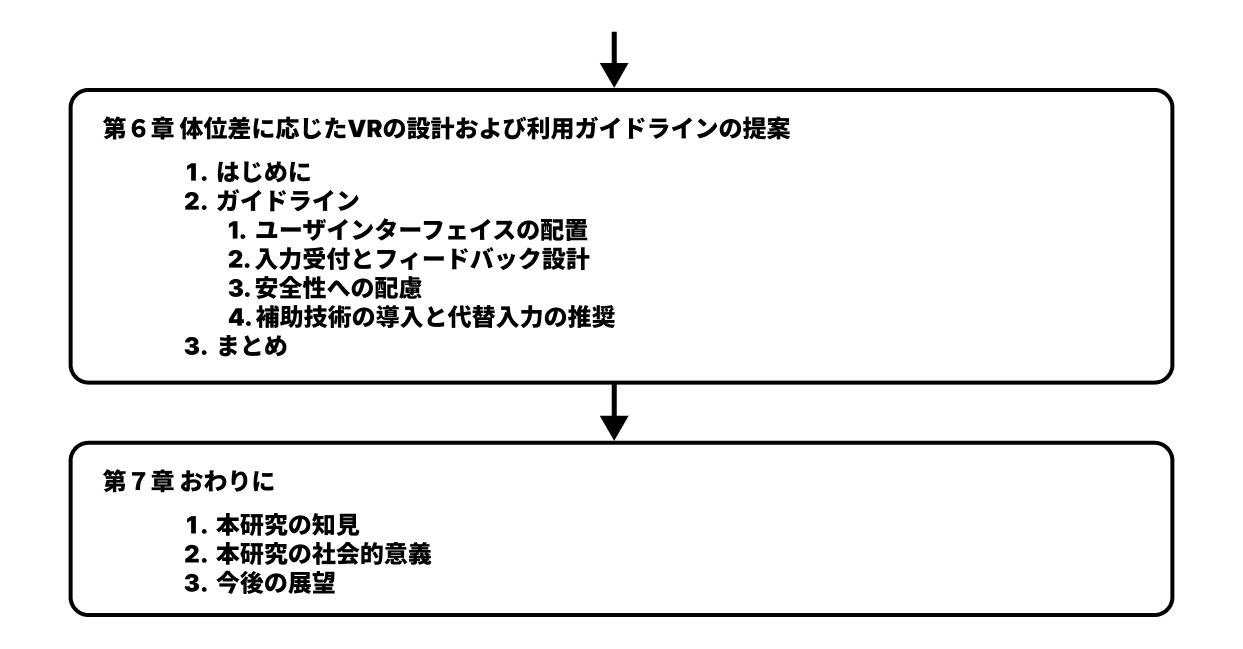 第６章 体位差に応じたVRの設計および利用ガイドラインの提案
1. はじめに
2. ガイドライン
1. ユーザインターフェイスの配置
2. 入力受付とフィードバック設計
3. 安全性への配慮
4. 補助技術の導入と代替入力の推奨
3. まとめ
第７章 おわりに
1. 本研究の知見
2. 本研究の社会的意義
3. 今後の展望